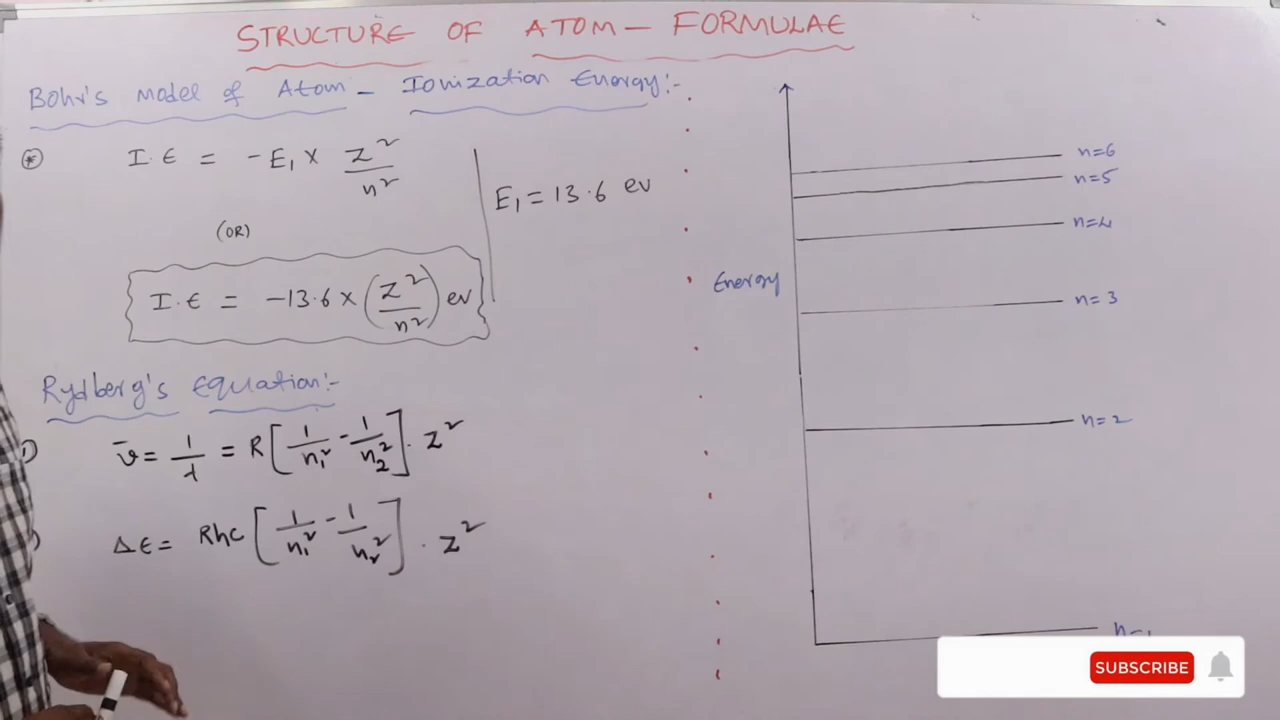 STRUCTURE OF ATOM — FORMULAE
Bohr's Model of Atom — Ionization Energy:-
* I.E = -E₁ × Z²/n²
E₁ = 13.6 ev
(OR)
I.E = -13.6 × (Z²/n²) ev
Rydberg's Equation:-
ῡ = 1/λ = R[1/n₁² - 1/n₂²]. Z²
ΔE = Rhc [1/n₁² - 1/n₂²] . Z²
Energy
n=6
n=5
n=4
n=3
n=2
SUBSCRIBE